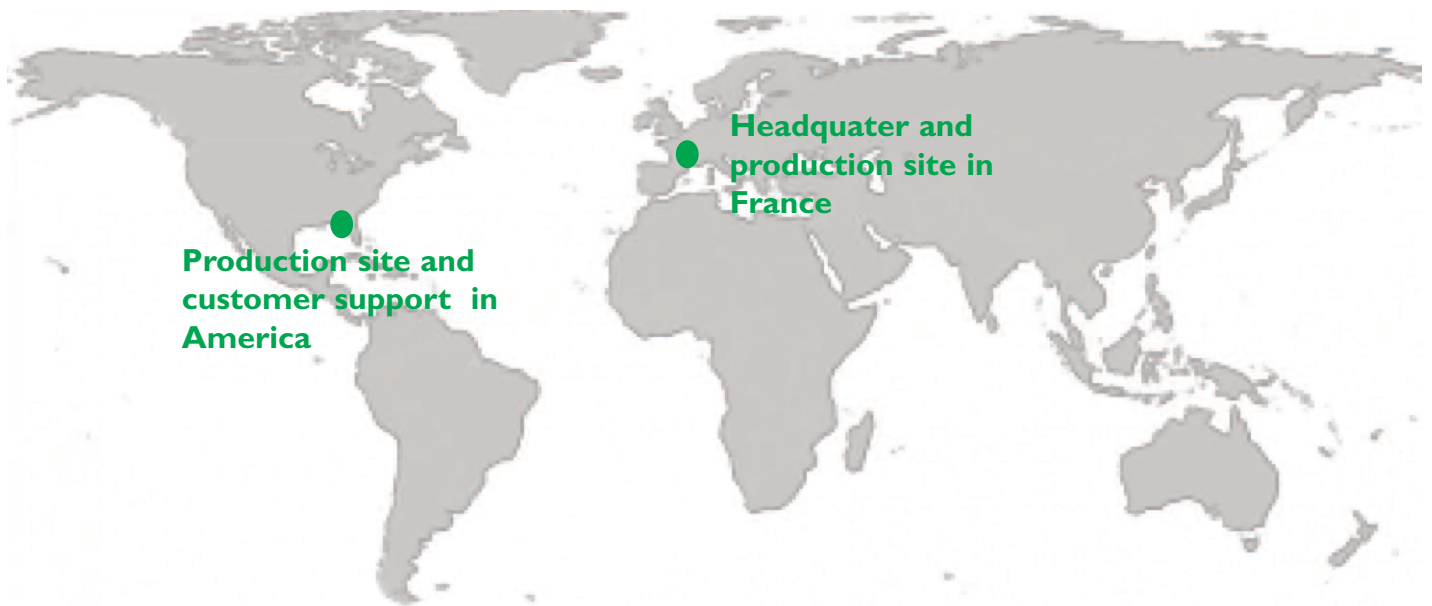 Headquater and
production site in
France
Production site and
customer support  in
America